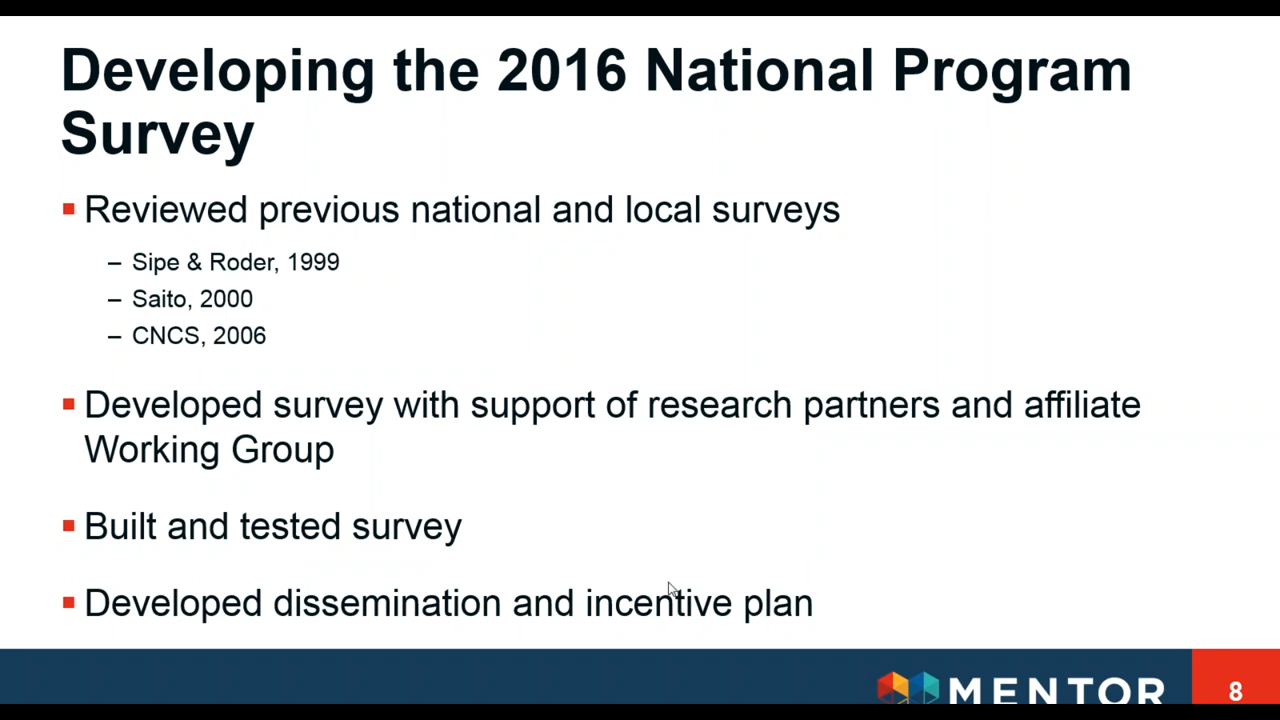 Developing the 2016 National Program
Survey
Reviewed previous national and local surveys
– Sipe & Roder, 1999
– Saito, 2000
– CNCS, 2006
Developed survey with support of research partners and affiliate
Working Group
Built and tested survey
Developed dissemination and incentive plan
MENTOR
8